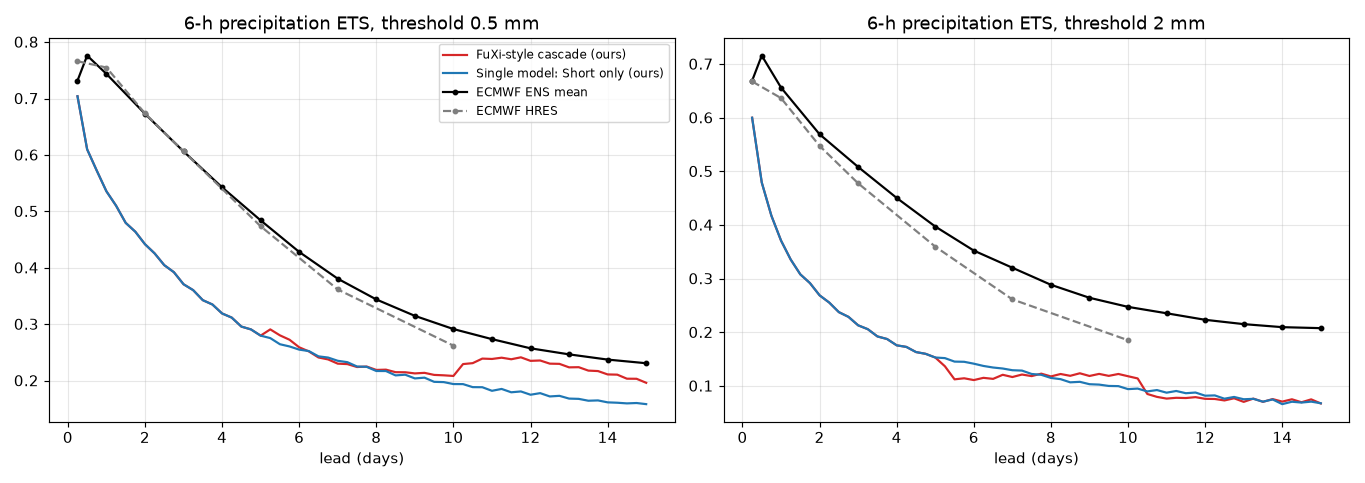 6-h precipitation ETS, threshold 0.5 mm
0.8
0.7
0.6
0.5
0.4
0.3
0.2
FuXi-style cascade (ours)
Single model: Short only (ours)
ECMWF ENS mean
ECMWF HRES
0 2 4 6 8 10 12 14
lead (days)
6-h precipitation ETS, threshold 2 mm
0.7
0.6
0.5
0.4
0.3
0.2
0.1
0 2 4 6 8 10 12 14
lead (days)